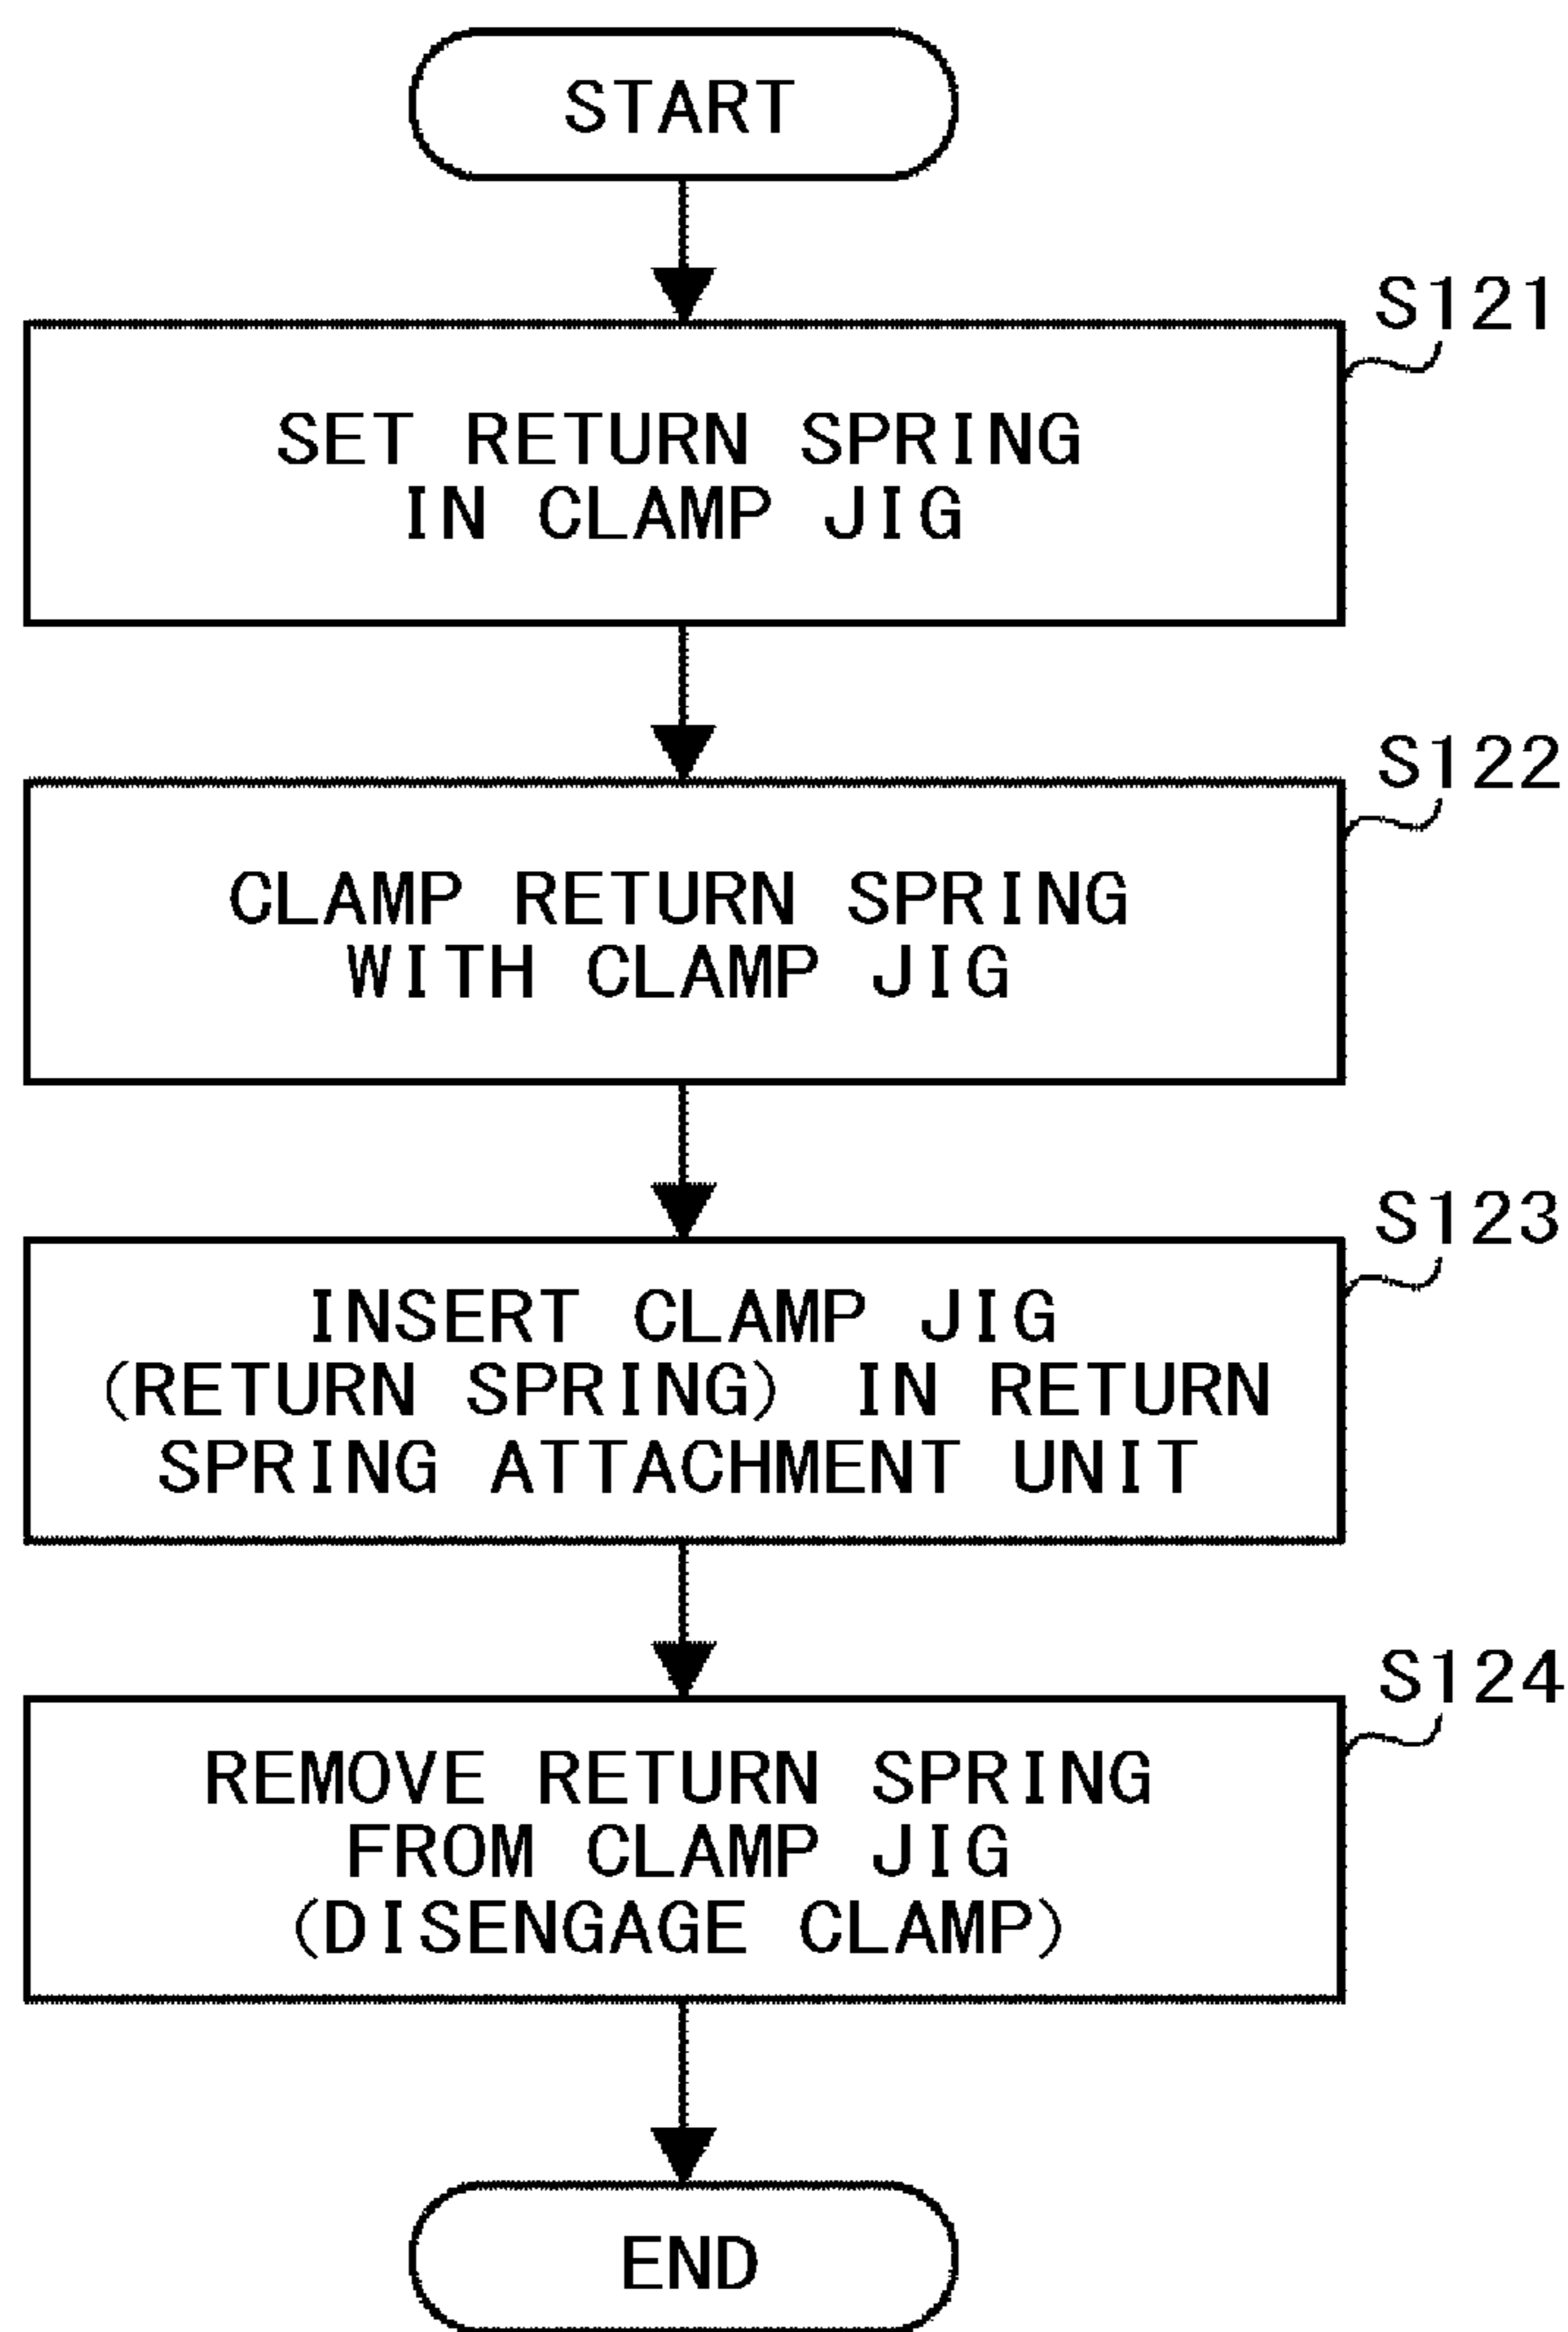 START
S121
SET RETURN SPRING
IN CLAMP JIG
S122
CLAMP RETURN SPRING
WITH CLAMP JIG
S123
INSERT CLAMP JIG
(RETURN SPRING) IN RETURN
SPRING ATTACHMENT UNIT
S124
REMOVE RETURN SPRING
FROM CLAMP JIG
(DISENGAGE CLAMP)
END